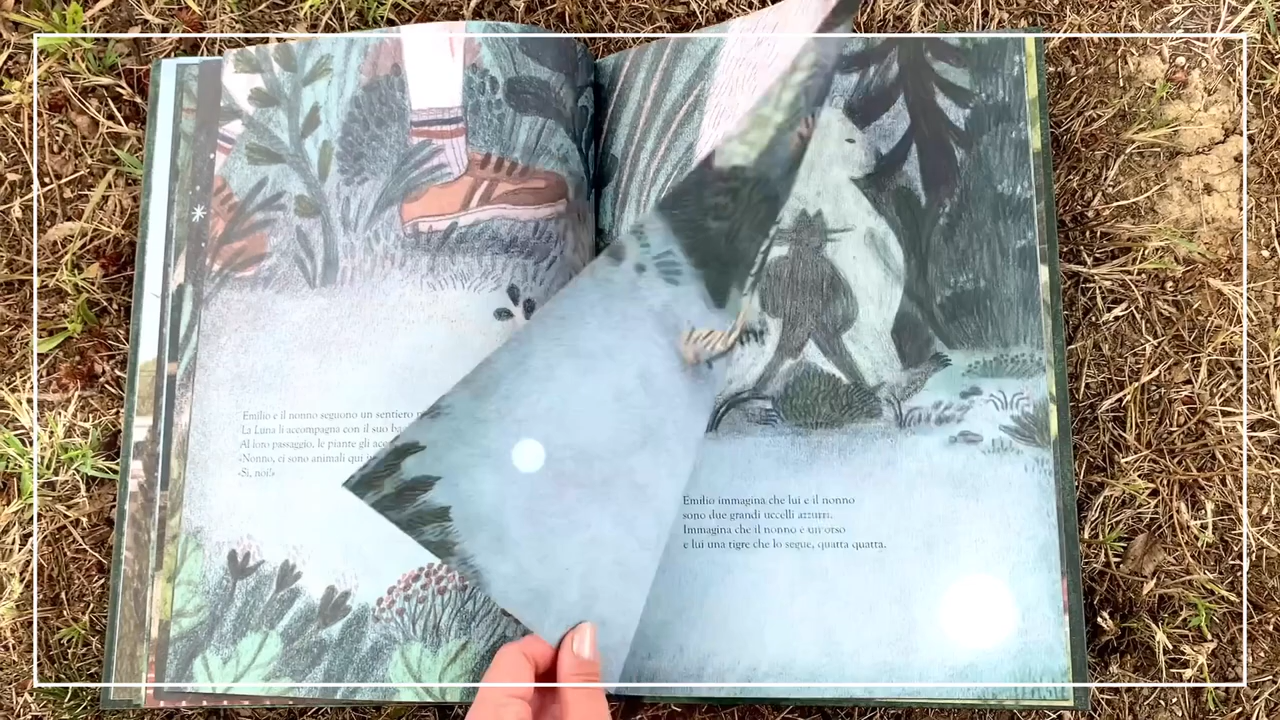 Emilio e il nonno seguono un sentiero
La Luna li accompagna con il suo
Al loro passaggio, le piante gli
«Nonno, ci sono animali qui
«Sì, noi!»
Emilio immagina che lui e il nonno
sono due grandi uccelli azzurri.
Immagina che il nonno è un orso
e lui una tigre che lo segue, quatta quatta.